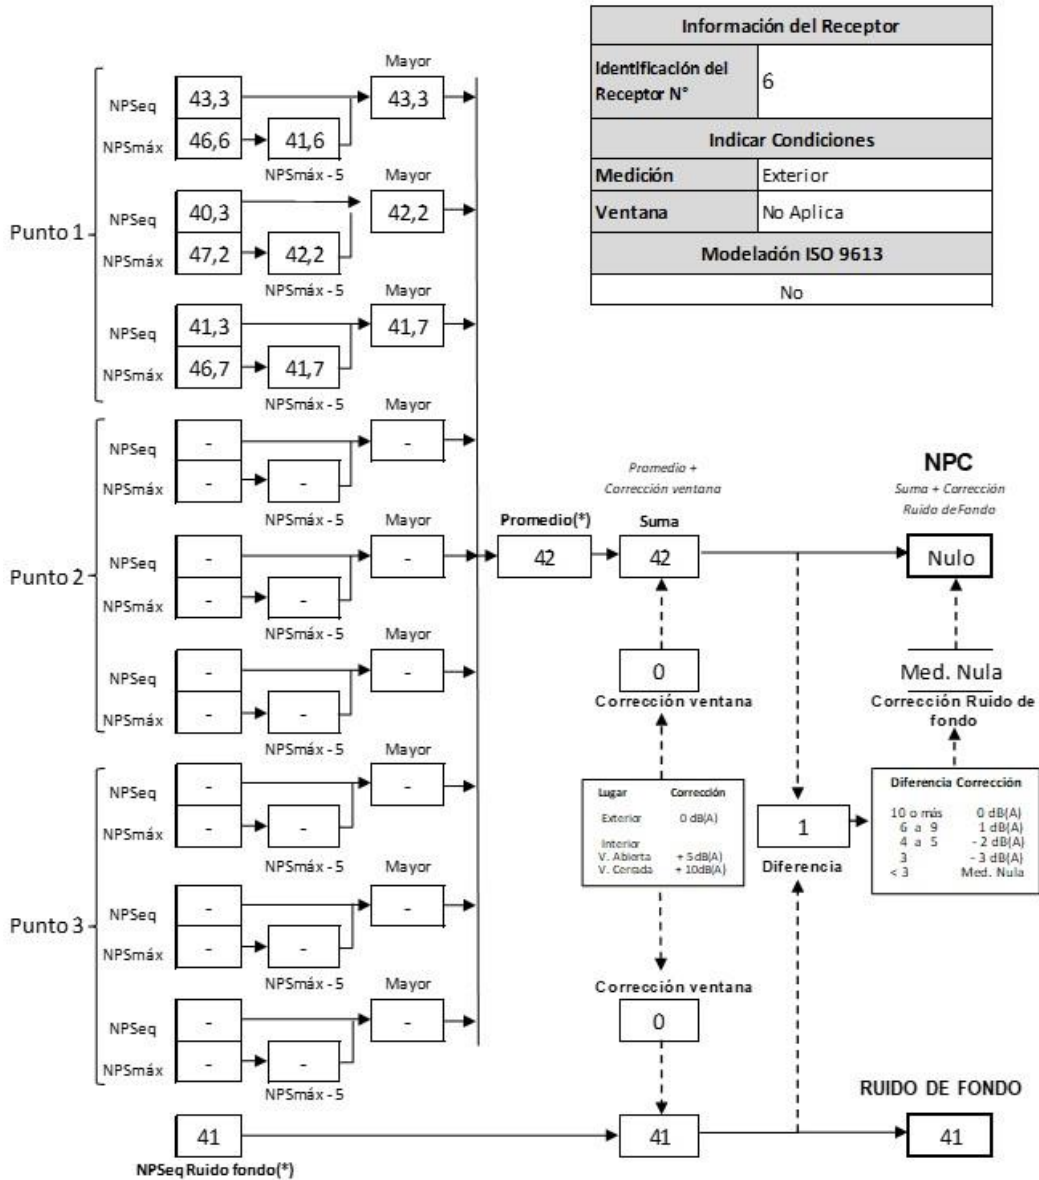 Información del Receptor
Identificación del Receptor N° 6
Indicar Condiciones
Medición Exterior
Ventana No Aplica
Modelación ISO 9613
No
Punto 1
Mayor
NPSeq 43,3 43,3
NPSmáx 46,6 41,6
NPSmáx - 5
Mayor
NPSeq 40,3 42,2
NPSmáx 47,2 42,2
NPSmáx - 5
Mayor
NPSeq 41,3 41,7
NPSmáx 46,7 41,7
NPSmáx - 5
Punto 2
Mayor
NPSeq - -
NPSmáx - -
NPSmáx - 5
Mayor
NPSeq - -
NPSmáx - -
NPSmáx - 5
Mayor
NPSeq - -
NPSmáx - -
NPSmáx - 5
Punto 3
Mayor
NPSeq - -
NPSmáx - -
NPSmáx - 5
Mayor
NPSeq - -
NPSmáx - -
NPSmáx - 5
Mayor
NPSeq - -
NPSmáx - -
NPSmáx - 5
Promedio(*)
42
Promedio +
Corrección ventana
Suma
42
0
Corrección ventana
Lugar Corrección
Exterior 0 dB(A)
Interior
V. Abierta + 5dB(A)
V. Cerrada + 10dB(A)
Corrección ventana
0
1
Diferencia
NPC
Suma + Corrección
Ruido de Fondo
Nulo
Med. Nula
Corrección Ruido de
fondo
Diferencia Corrección
10 o más 0 dB(A)
6 a 9 1 dB(A)
4 a 5 - 2 dB(A)
3 - 3 dB(A)
< 3 Med. Nula
RUIDO DE FONDO
41 41 41
NPSeq Ruido fondo(*)